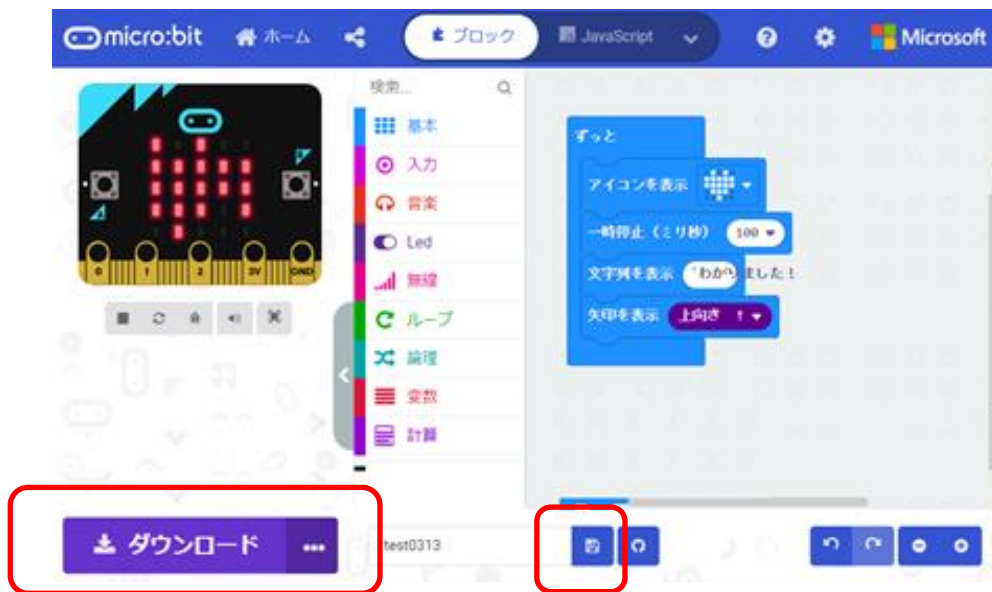 micro:bit ホーム ブロック JavaScript Microsoft
検索...
基本
入力
音楽
Led
無線
ループ
論理
変数
計算
0 1 2 3V GND
ずっと
アイコンを表示
一時停止（ミリ秒） 100
文字列を表示 "わかりました！
矢印を表示 上向き ↑
ダウンロード ... test0313